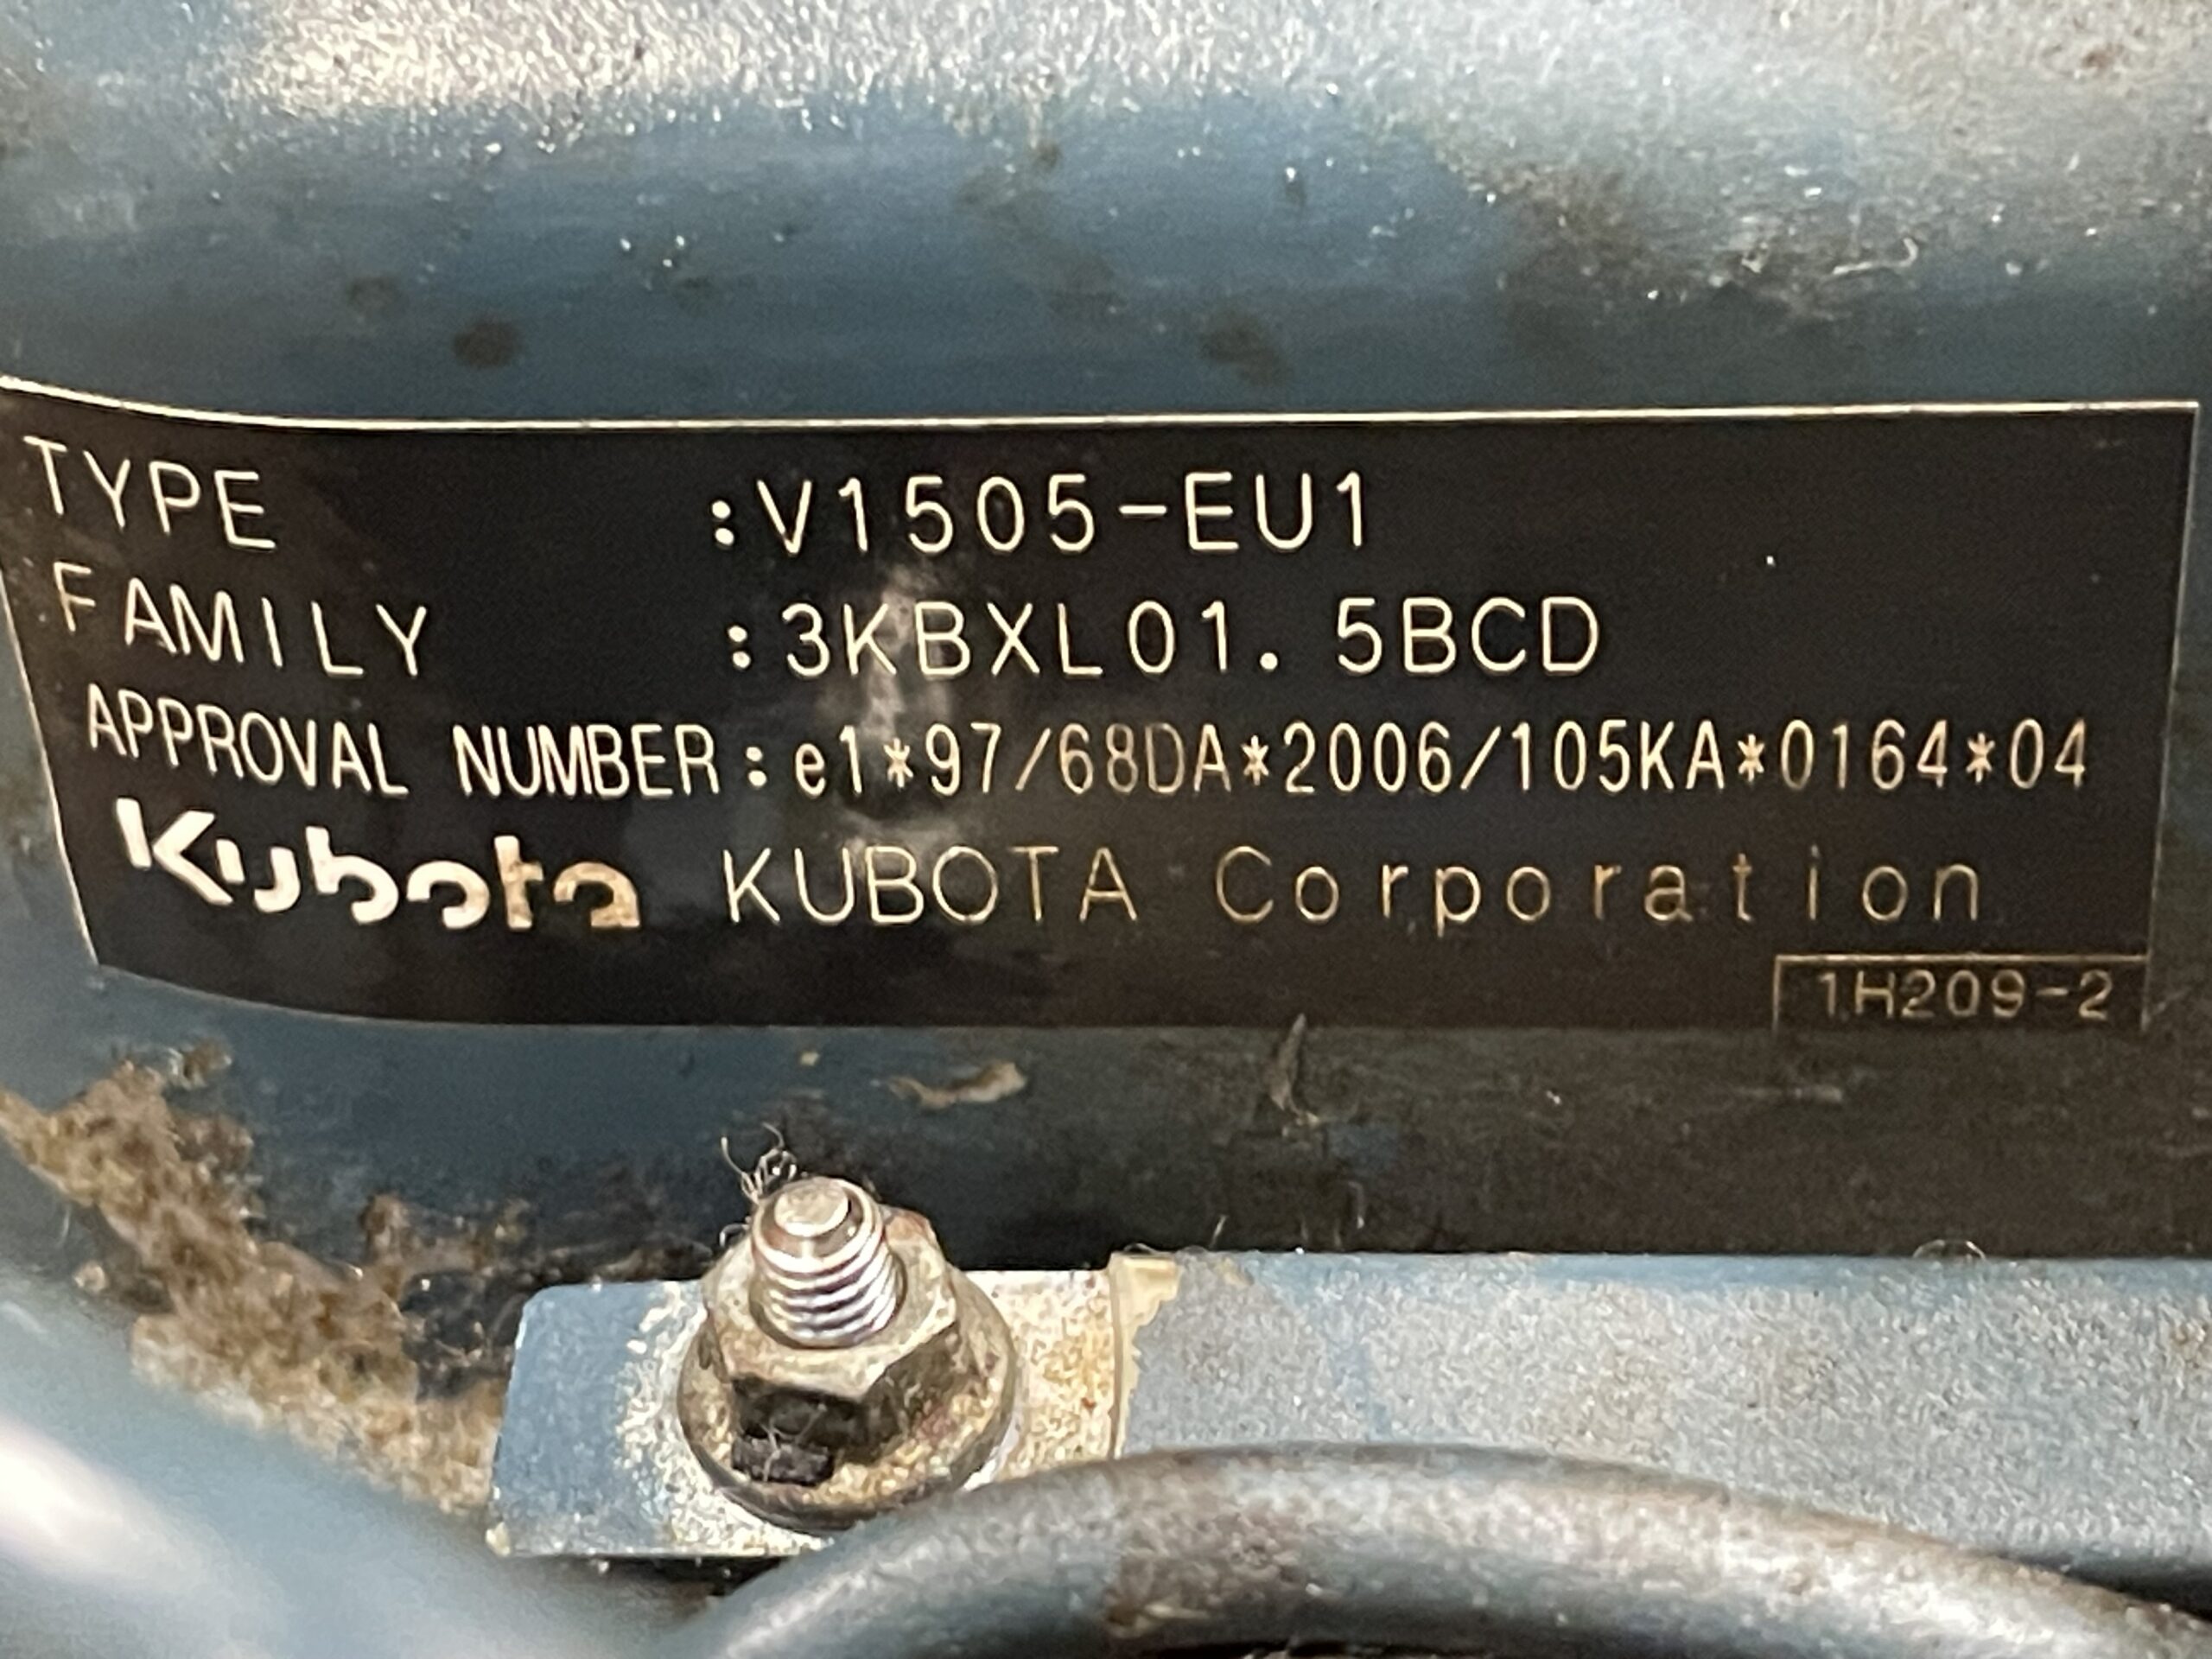 TYPE :V1505-EU1
FAMILY :3KBXL01.5BCD
APPROVAL NUMBER:e1*97/68DA*2006/105KA*0164*04
Kubota KUBOTA Corporation
1H209-2